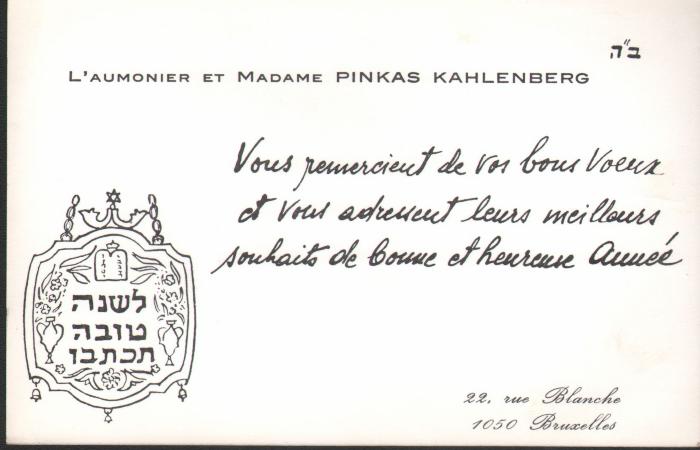 ב"ה
L'AUMONIER ET MADAME PINKAS KAHLENBERG
Vous remercient de vos bons voeux
et vous adressent leurs meilleurs
souhaits de bonne et heureuse Année
לשנה
טובה
תכתבו
22, rue Blanche
1050 Bruxelles